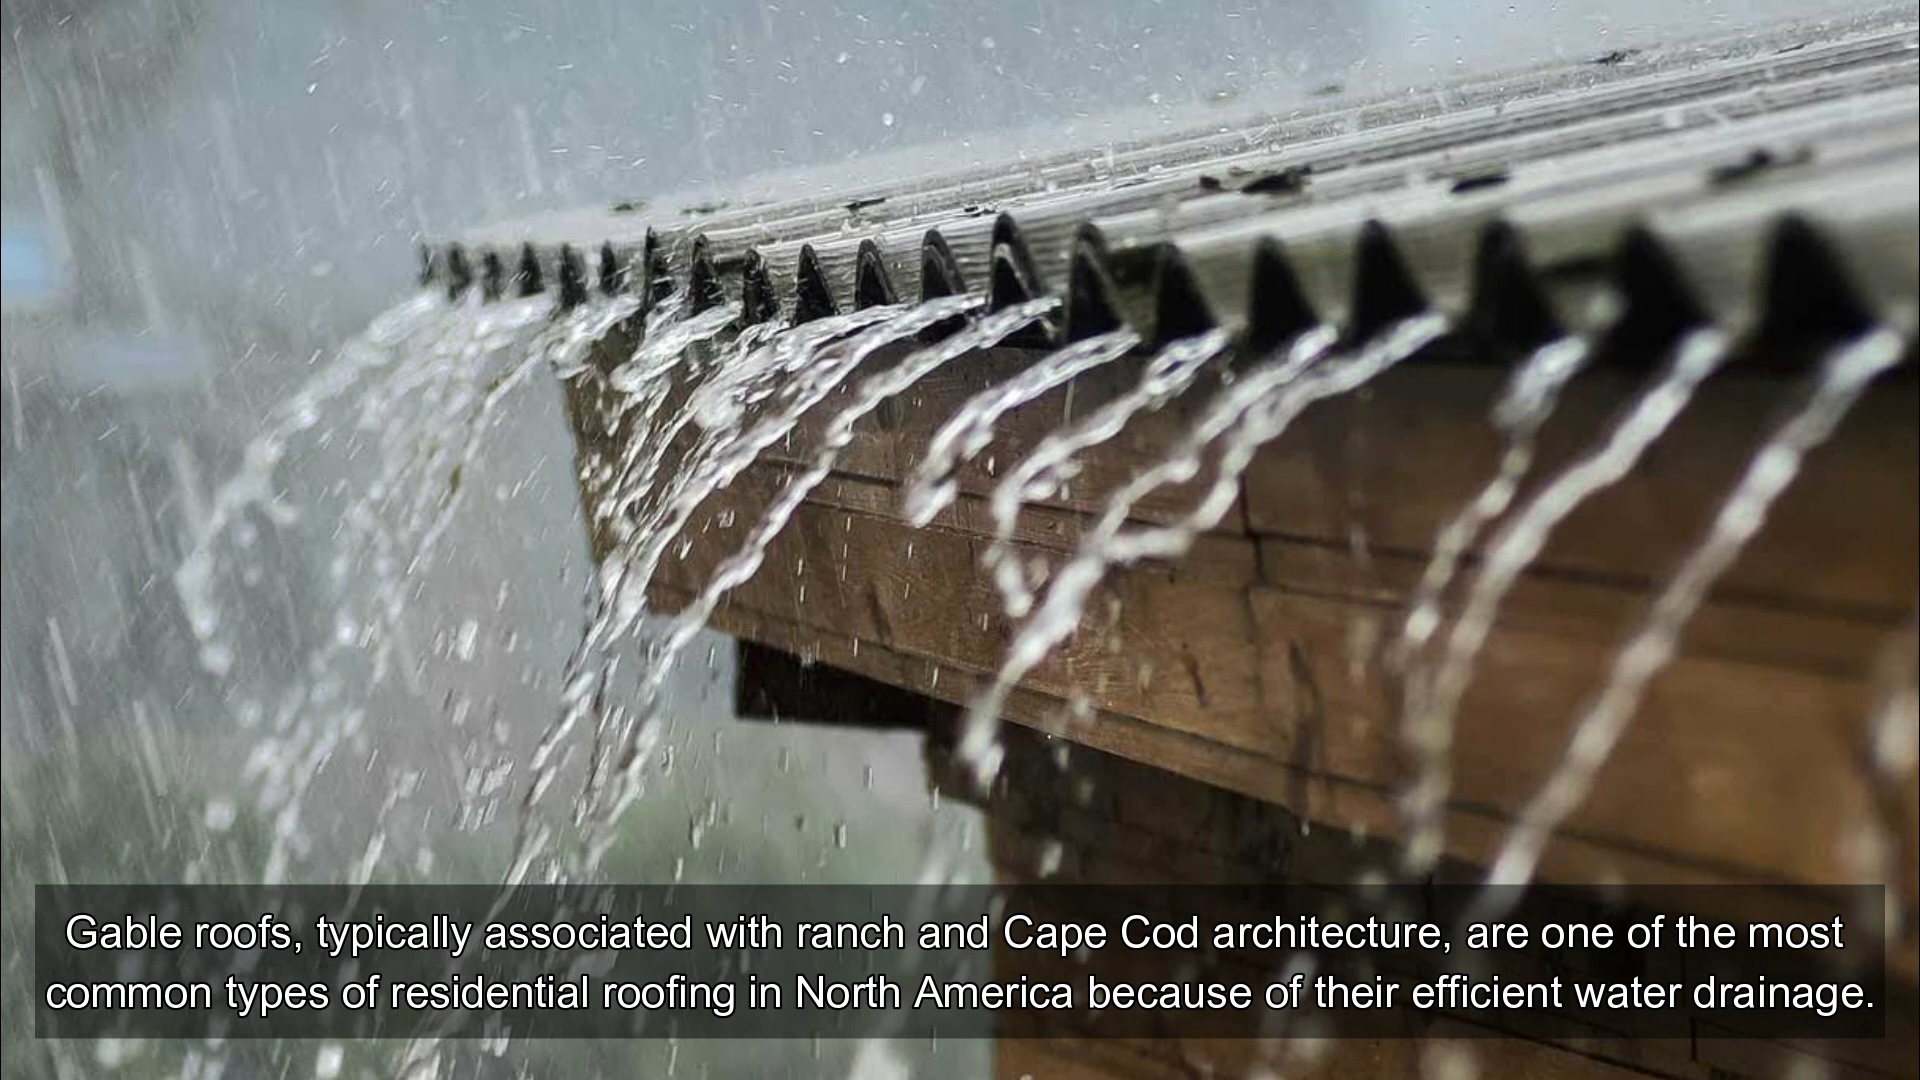 Gable roofs, typically associated with ranch and Cape Cod architecture, are one of the most
common types of residential roofing in North America because of their efficient water drainage.